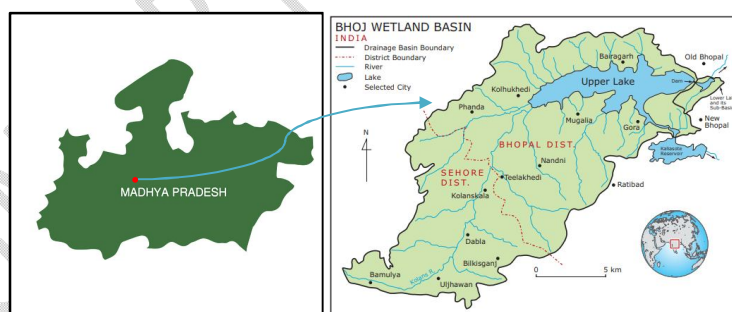 MADHYA PRADESH
BHOJ WETLAND BASIN
INDIA
Drainage Basin Boundary
District Boundary
River
Lake
Selected City
Bairagarh
Old Bhopal
Upper Lake
Dam
Kolhukhedi
Lower Lake
and its
Sub-Basin
Phanda
Mugalia
Gora
New
Bhopal
N
BHOPAL DIST.
Kaliasote
Reservoir
Nandni
SEHORE
DIST.
Teelakhedi
Ratibad
Kolanskala
Dabla
Bilkisganj
0 5 km
Bamulya
Kolans R.
Uljhawan